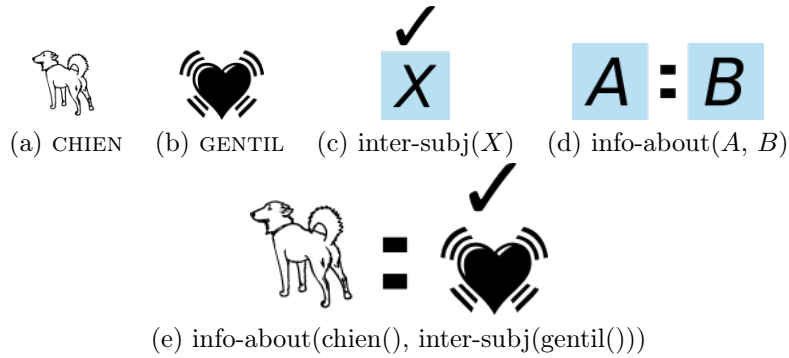 X
A : B
(a) CHIEN (b) GENTIL (c) inter-subj(X) (d) info-about(A, B)
(e) info-about(chien(), inter-subj(gentil()))